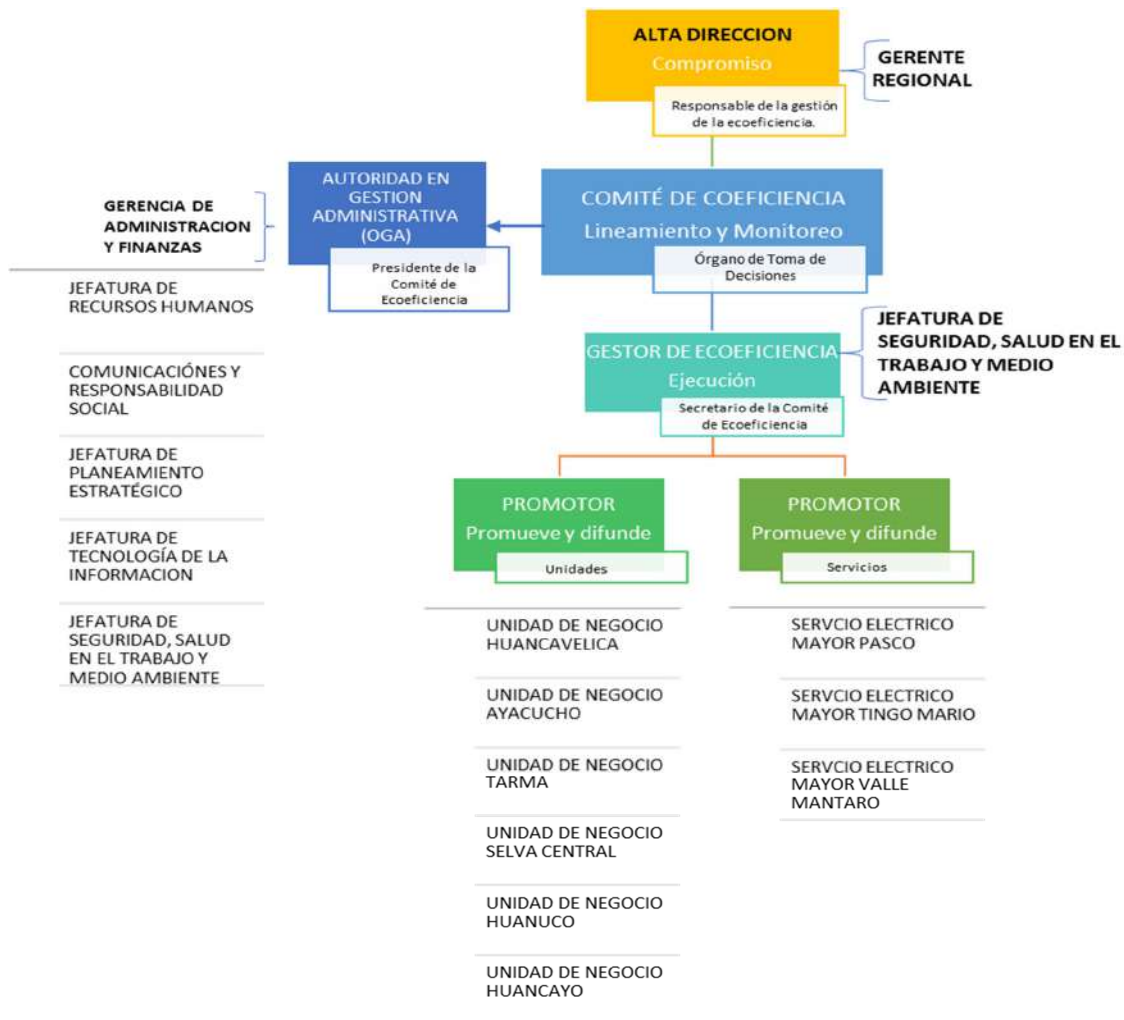 ALTA DIRECCION
Compromiso
Responsable de la gestión
de la ecoeficiencia.
GERENTE
REGIONAL
GERENCIA DE
ADMINISTRACION
Y FINANZAS
AUTORIDAD EN
GESTION
ADMINISTRATIVA
(OGA)
Presidente de la
Comité de
Ecoeficiencia
COMITÉ DE COEFICIENCIA
Lineamiento y Monitoreo
Órgano de Toma de
Decisiones
JEFATURA DE
RECURSOS HUMANOS
COMUNICACIÓNES Y
RESPONSABILIDAD
SOCIAL
JEFATURA DE
PLANEAMIENTO
ESTRATÉGICO
JEFATURA DE
TECNOLOGÍA DE LA
INFORMACION
JEFATURA DE
SEGURIDAD, SALUD
EN EL TRABAJO Y
MEDIO AMBIENTE
GESTOR DE ECOEFICIENCIA
Ejecución
Secretario de la Comité
de Ecoeficiencia
JEFATURA DE
SEGURIDAD, SALUD EN EL
TRABAJO Y MEDIO
AMBIENTE
PROMOTOR
Promueve y difunde
Unidades
UNIDAD DE NEGOCIO
HUANCAVELICA
UNIDAD DE NEGOCIO
AYACUCHO
UNIDAD DE NEGOCIO
TARMA
UNIDAD DE NEGOCIO
SELVA CENTRAL
UNIDAD DE NEGOCIO
HUANUCO
UNIDAD DE NEGOCIO
HUANCAYO
PROMOTOR
Promueve y difunde
Servicios
SERVCIO ELECTRICO
MAYOR PASCO
SERVCIO ELECTRICO
MAYOR TINGO MARIO
SERVCIO ELECTRICO
MAYOR VALLE
MANTARO